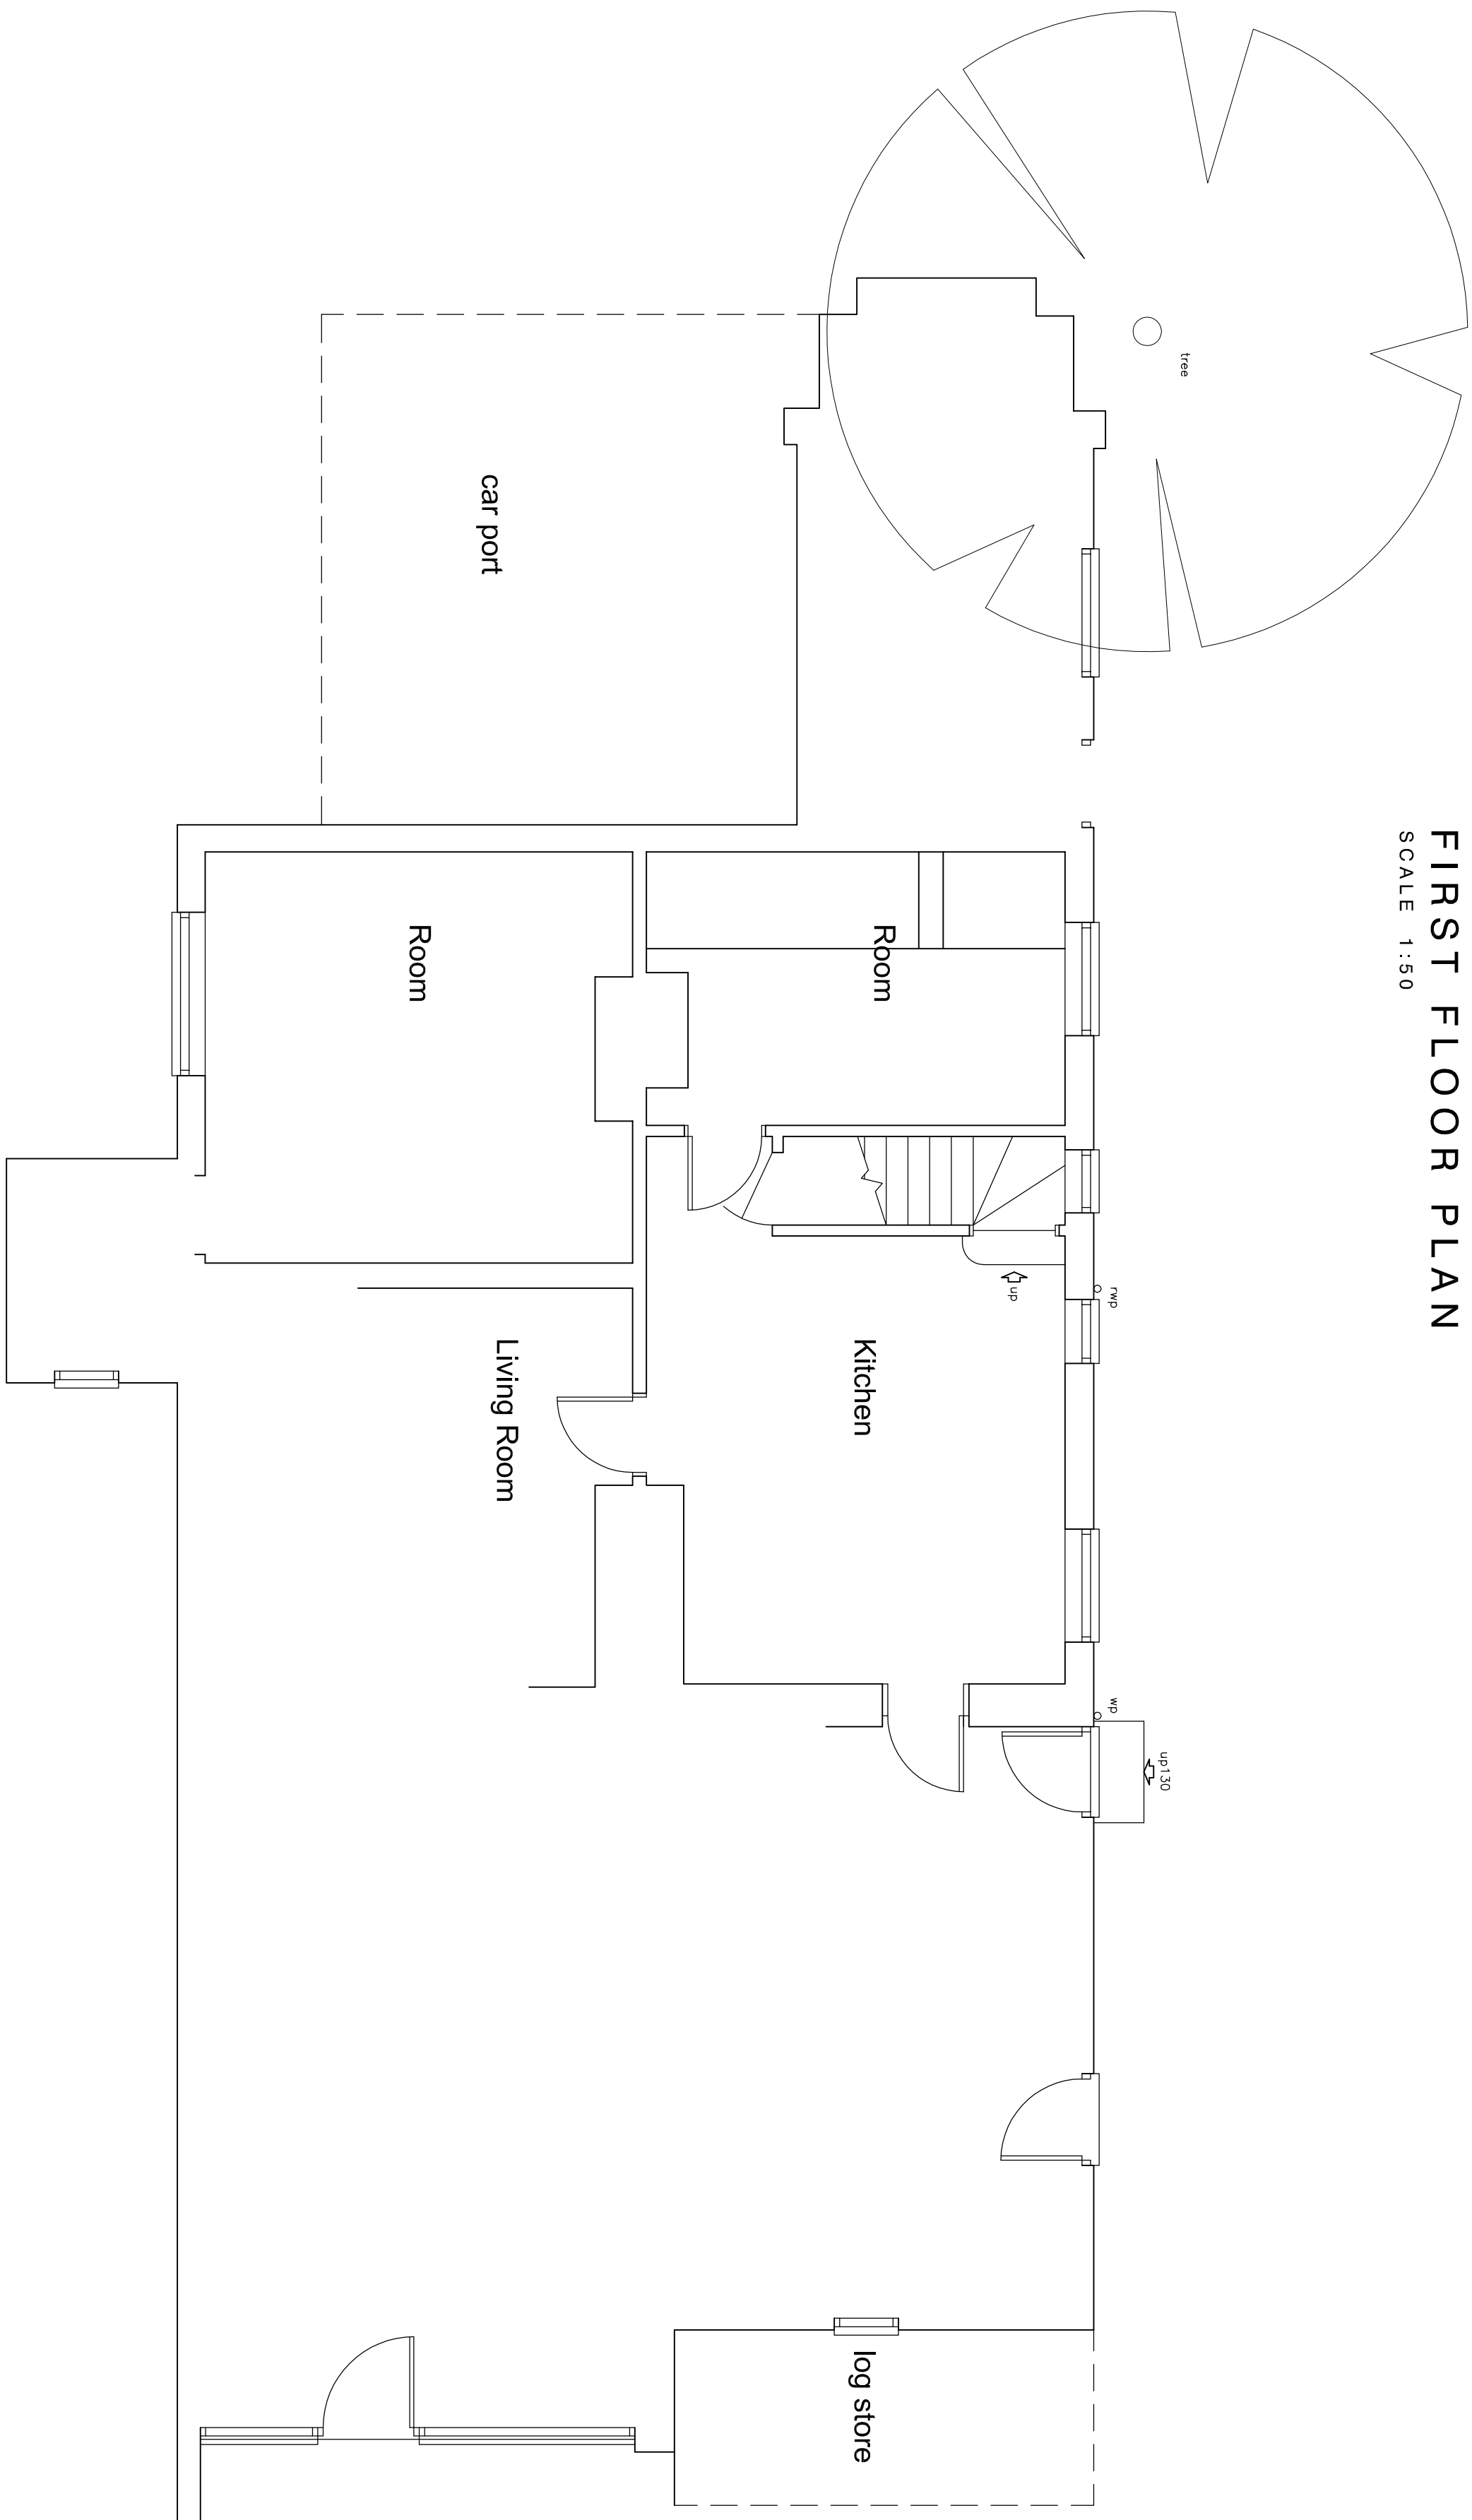 FIRST FLOOR PLAN
SCALE 1:50
tree
car port
Room
Room
up
rwp
Kitchen
Living Room
wp
up130
log store